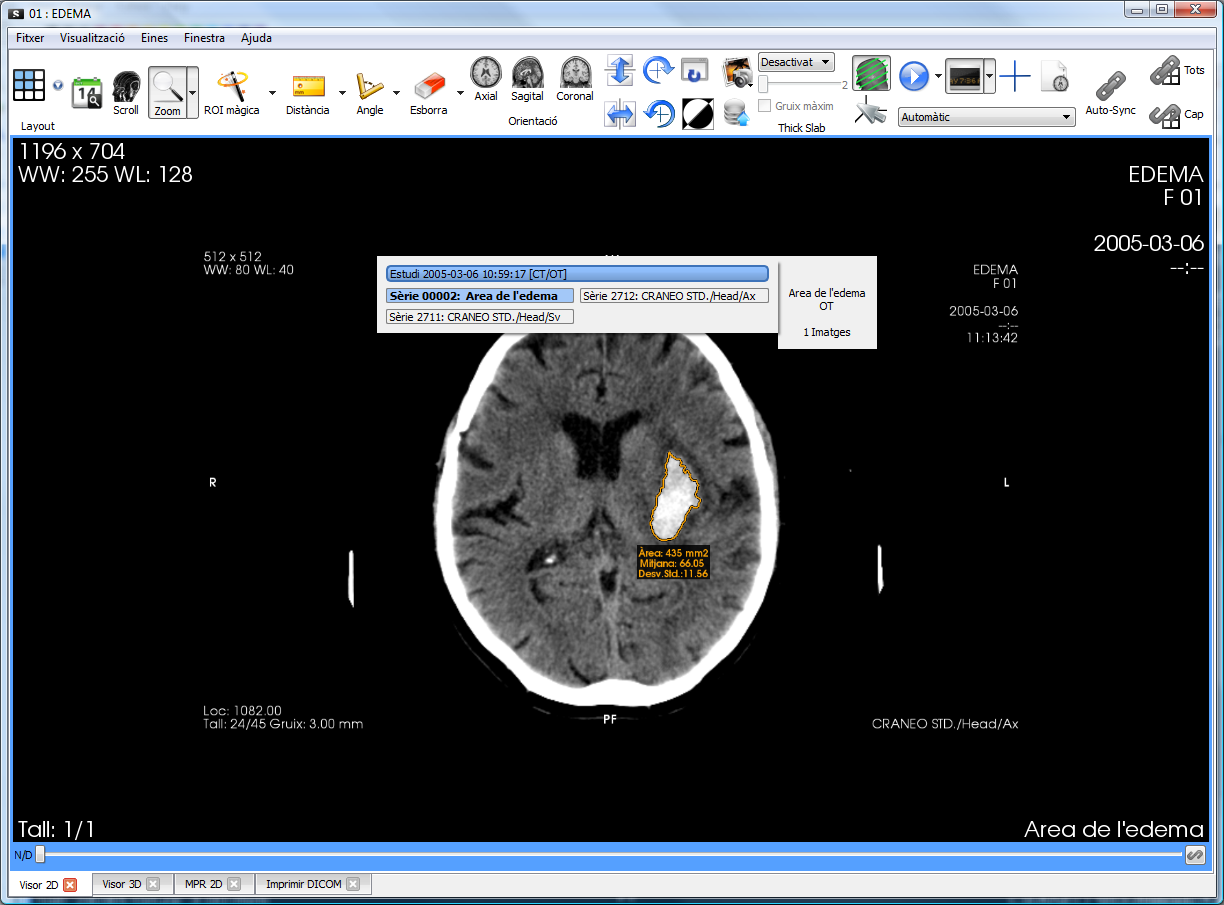 01 : EDEMA
Fitxer Visualització Eines Finestra Ajuda
14
Layout
Scroll
Zoom
ROI màgica
Distància
Angle
Esborra
Axial
Sagital
Coronal
Orientació
Desactivat
2
Gruix màxim
Thick Slab
Automàtic
Auto-Sync
Tots
Cap
1196 x 704
WW: 255 WL: 128
EDEMA
F 01
2005-03-06
--:--
512 x 512
WW: 80 WL: 40
EDEMA
F 01
2005-03-06
--:--
11:13:42
Estudi 2005-03-06 10:59:17 [CT/OT]
Sèrie 00002: Area de l'edema
Sèrie 2712: CRANEO STD./Head/Ax
Sèrie 2711: CRANEO STD./Head/Sv
Area de l'edema
OT
1 Imatges
R
L
Àrea: 435 mm2
Mitjana: 66.05
Desv.Std.:11.56
Loc: 1082.00
Tall: 24/45 Gruix: 3.00 mm
PF
CRANEO STD./Head/Ax
Tall: 1/1
Area de l'edema
N/D
Visor 2D
Visor 3D
MPR 2D
Imprimir DICOM